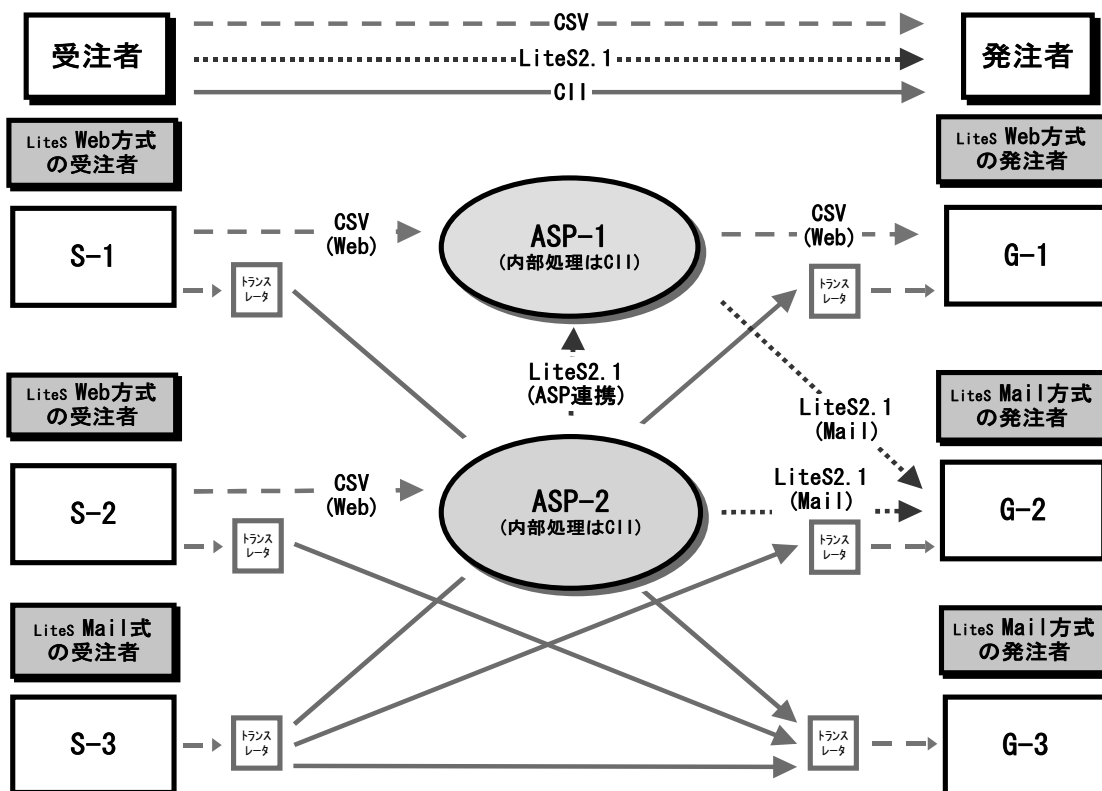 受注者
CSV
LiteS2.1
CII
発注者
LiteS Web方式
の受注者
LiteS Web方式
の発注者
S-1
CSV
(Web)
ASP-1
(内部処理はCII)
CSV
(Web)
G-1
トランス
レータ
トランス
レータ
LiteS2.1
(ASP連携)
LiteS Web方式
の受注者
LiteS Mail方式
の発注者
LiteS2.1
(Mail)
S-2
CSV
(Web)
ASP-2
(内部処理はCII)
LiteS2.1
(Mail)
G-2
トランス
レータ
トランス
レータ
LiteS Mail式
の受注者
LiteS Mail方式
の発注者
S-3
トランス
レータ
トランス
レータ
G-3